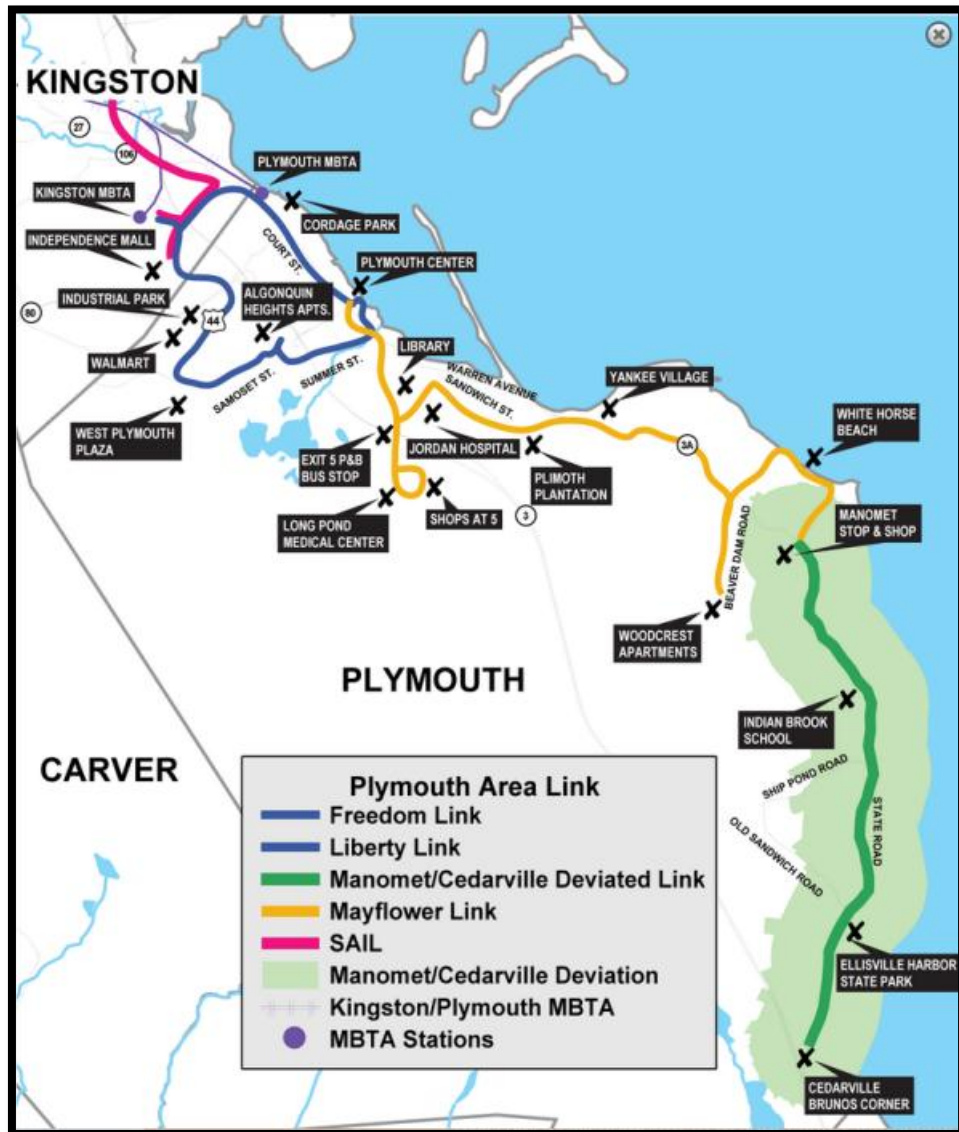 KINGSTON
27
106
PLYMOUTH MBTA
KINGSTON MBTA
CORDAGE PARK
COURT ST.
INDEPENDENCE MALL
PLYMOUTH CENTER
INDUSTRIAL PARK
ALGONQUIN
HEIGHTS APTS.
80
44
WALMART
LIBRARY
SUMMER ST.
SAMOSET ST.
WARREN AVENUE
SANDWICH ST.
YANKEE VILLAGE
WEST PLYMOUTH
PLAZA
WHITE HORSE
BEACH
EXIT 5 P&B
BUS STOP
JORDAN HOSPITAL
3A
PLIMOTH
PLANTATION
LONG POND
MEDICAL CENTER
SHOPS AT 5
3
MANOMET
STOP & SHOP
BEAVER DAM ROAD
WOODCREST
APARTMENTS
PLYMOUTH
INDIAN BROOK
SCHOOL
CARVER
SHIP POND ROAD
STATE ROAD
OLD SANDWICH ROAD
Plymouth Area Link
Freedom Link
Liberty Link
Manomet/Cedarville Deviated Link
Mayflower Link
SAIL
Manomet/Cedarville Deviation
Kingston/Plymouth MBTA
MBTA Stations
ELLISVILLE HARBOR
STATE PARK
CEDARVILLE
BRUNOS CORNER